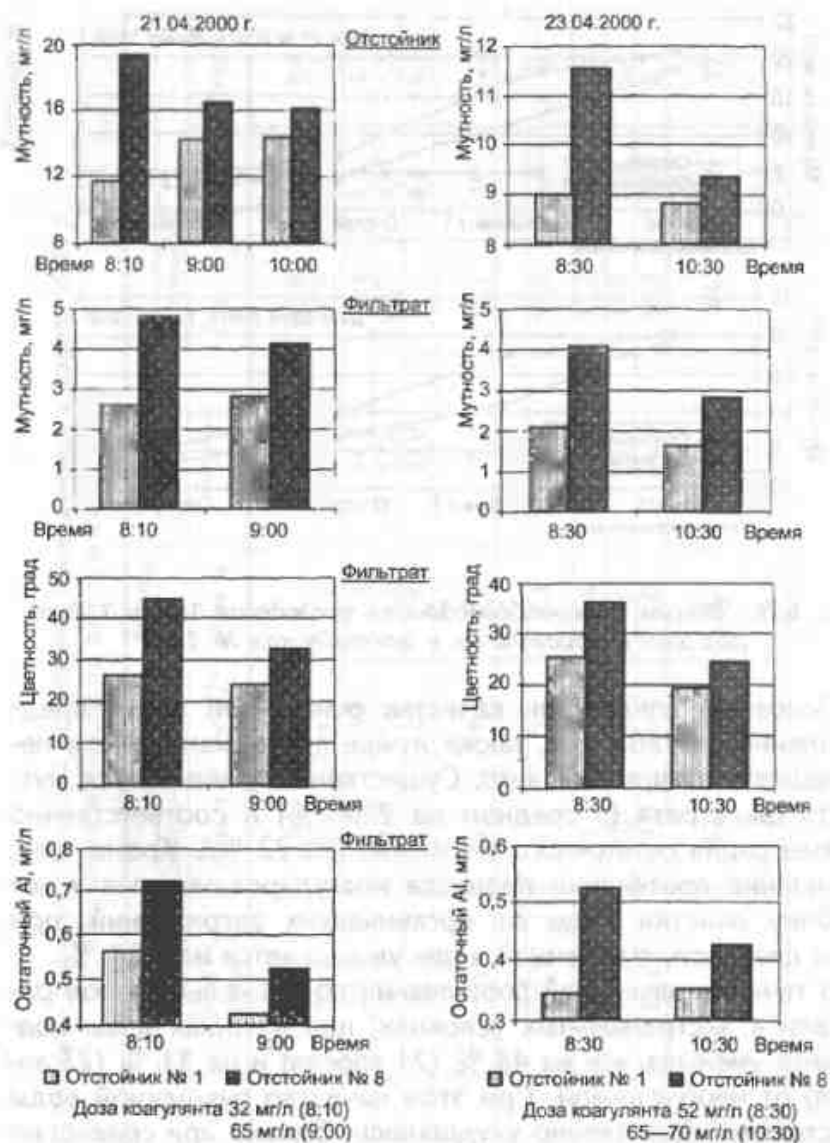 21.04.2000 г.
23.04.2000 г.
Отстойник
Мутность, мг/л
20
16
12
8
Время 8:10 9:00 10:00
Мутность, мг/л
12
11
10
9
8
8:30 10:30 Время
Фильтрат
Мутность, мг/л
5
4
3
2
1
0
Время 8:10 9:00
Мутность, мг/л
5
4
3
2
1
0
8:30 10:30 Время
Фильтрат
Цветность, град
50
40
30
20
10
0
8:10 9:00 Время
Цветность, град
40
30
20
10
0
8:30 10:30 Время
Фильтрат
Остаточный Al, мг/л
0,8
0,7
0,6
0,5
0,4
8:10 9:00 Время
Остаточный Al, мг/л
0,6
0,5
0,4
0,3
8:30 10:30 Время
Отстойник № 1 Отстойник № 8
Доза коагулянта 32 мг/л (8:10)
65 мг/л (9:00)
Отстойник № 1 Отстойник № 8
Доза коагулянта 52 мг/л (8:30)
65—70 мг/л (10:30)